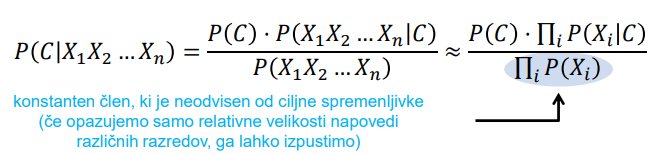 P(C|X₁X₂ … Xₙ) = P(C) · P(X₁X₂ … Xₙ|C) / P(X₁X₂ … Xₙ) ≈ P(C) · ∏ᵢ P(Xᵢ|C) / ∏ᵢ P(Xᵢ)
konstanten člen, ki je neodvisen od ciljne spremenljivke
(če opazujemo samo relativne velikosti napovedi
različnih razredov, ga lahko izpustimo)